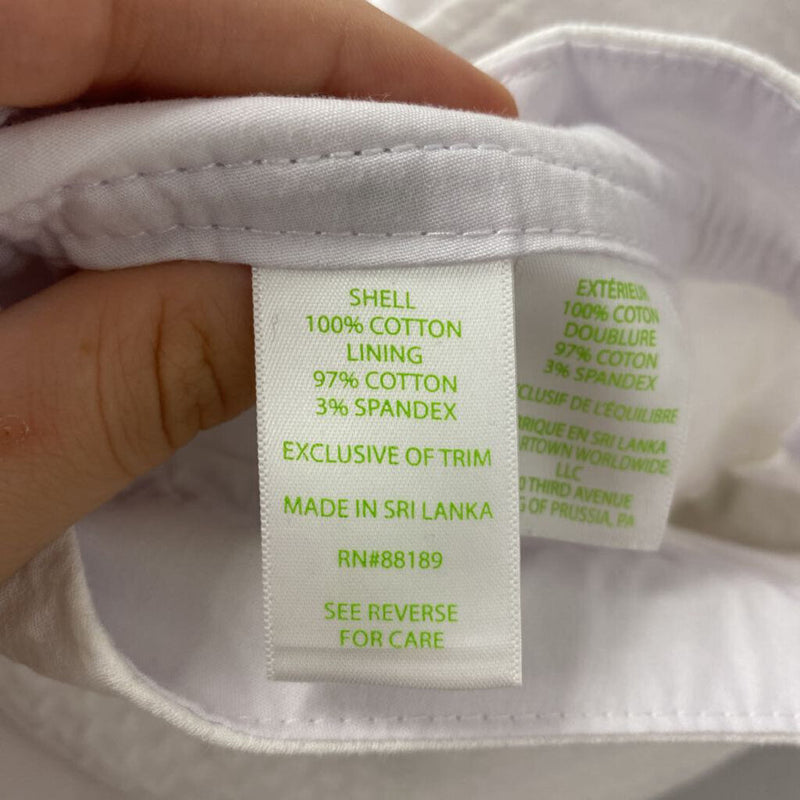 SHELL
100% COTTON
LINING
97% COTTON
3% SPANDEX
EXCLUSIVE OF TRIM
MADE IN SRI LANKA
RN#88189
SEE REVERSE
FOR CARE
EXTÉRIEUR
100% COTON
DOUBLURE
97% COTON
3% SPANDEX
DE L'ÉQUILIBRE
EN SRI LANKA
WORLDWIDE
LLC
THIRD AVENUE
OF PRUSSIA, PA